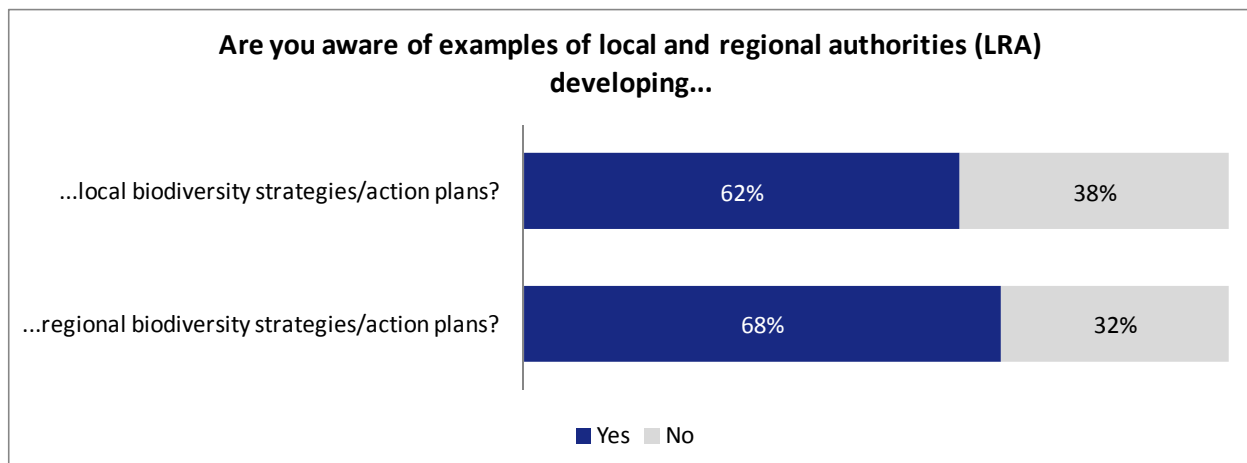 Are you aware of examples of local and regional authorities (LRA)
developing...
...local biodiversity strategies/action plans?
62%
38%
...regional biodiversity strategies/action plans?
68%
32%
Yes
No